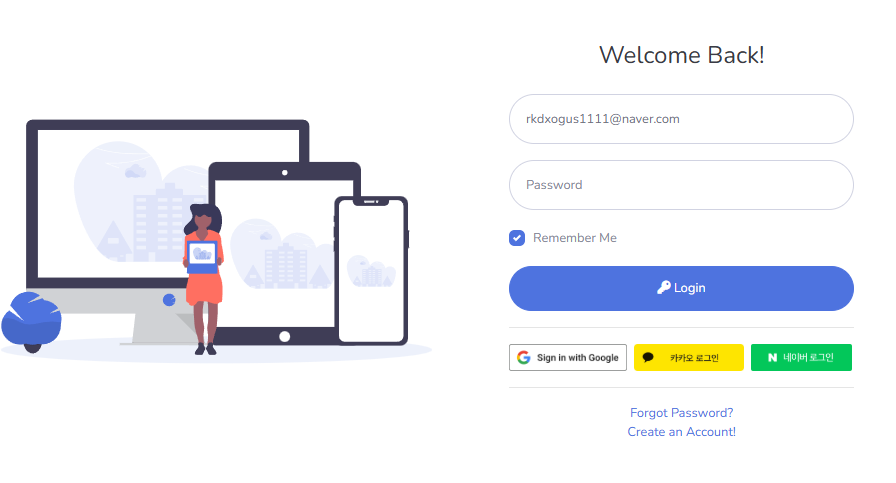 Welcome Back!
rkdxogus1111@naver.com
Password
Remember Me
Login
Sign in with Google
카카오 로그인
N 네이버 로그인
Forgot Password?
Create an Account!